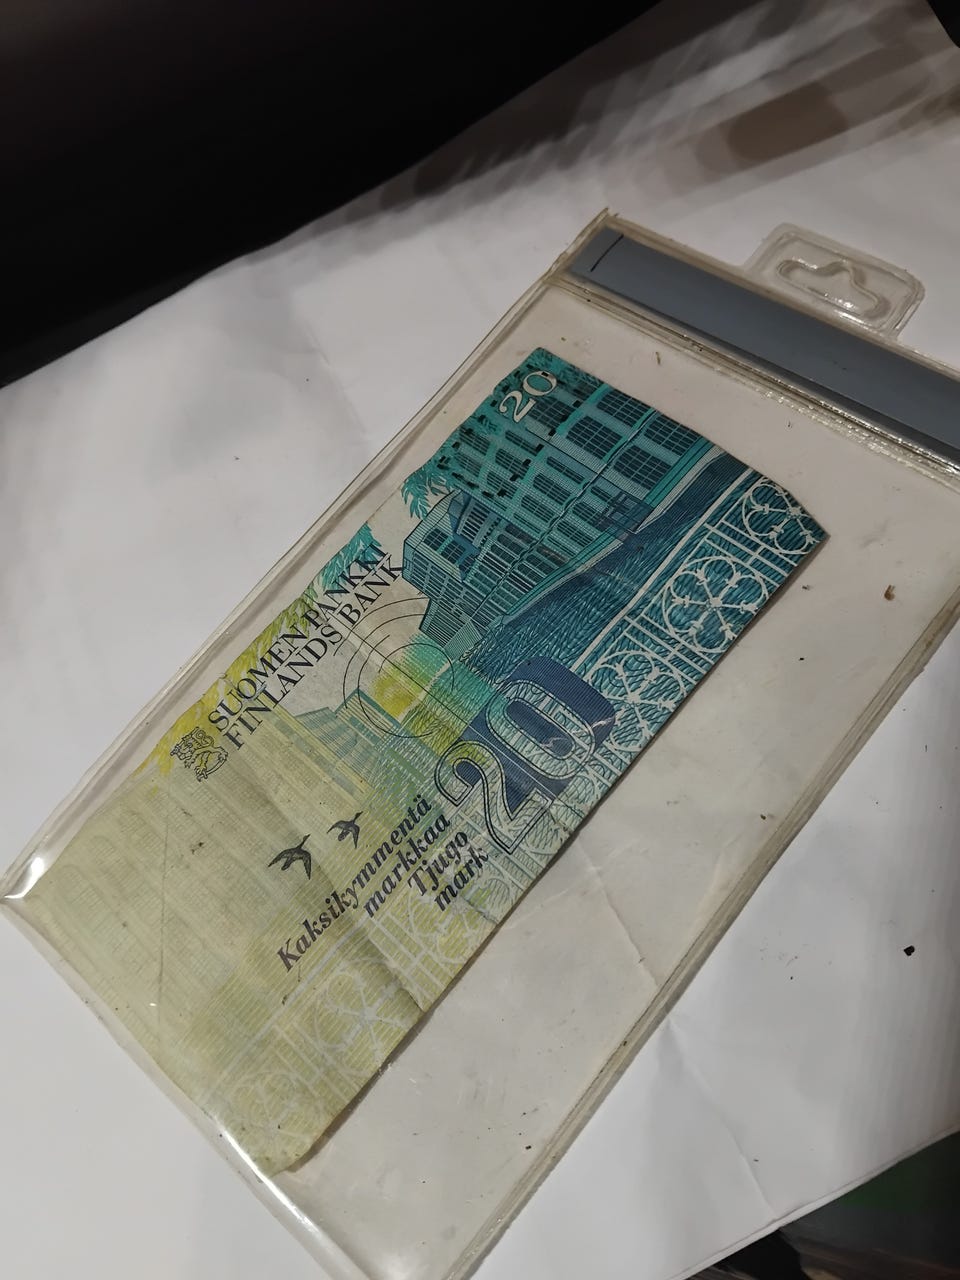 20
SUOMEN PANKKI
FINLANDS BANK
20
Kaksikymmentä
markkaa
Tjugo
mark